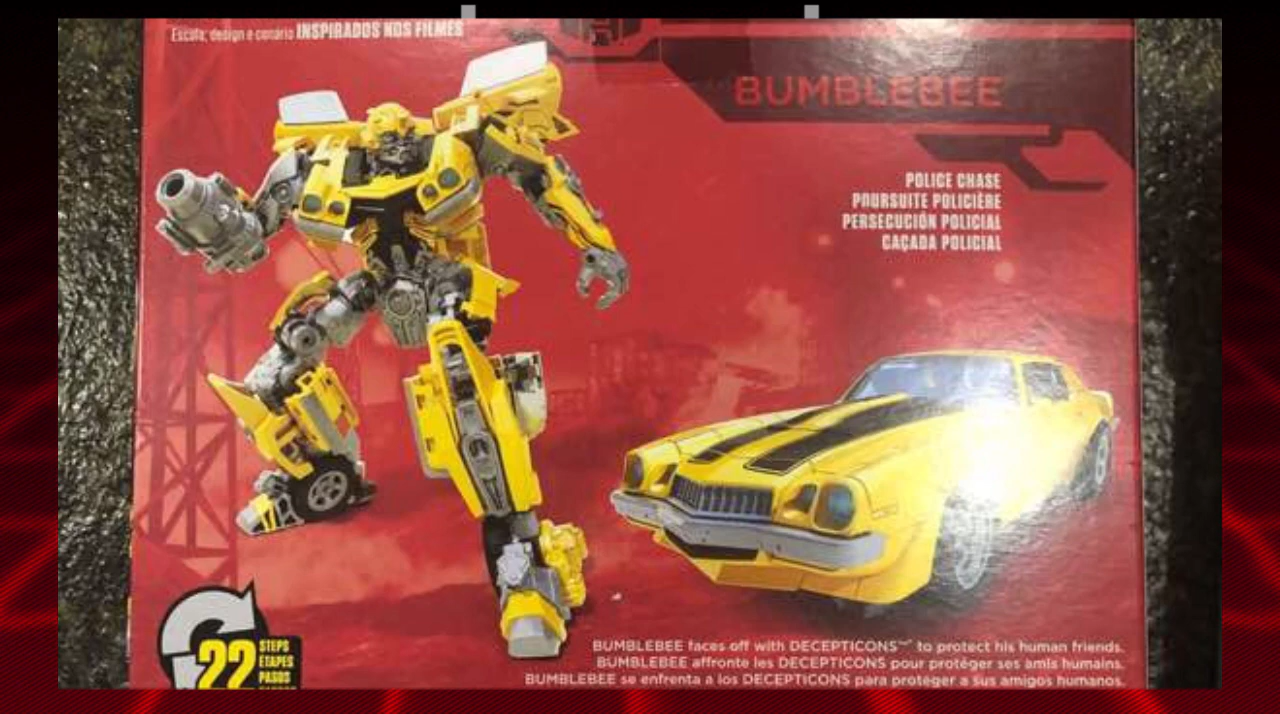 Escala, design e cenário INSPIRADOS NOS FILMES
BUMBLEBEE
POLICE CHASE
POURSUITE POLICIÈRE
PERSECUCIÓN POLICIAL
CAÇADA POLICIAL
22
STEPS
ÉTAPES
PASOS
BUMBLEBEE faces off with DECEPTICONS™ to protect his human friends.
BUMBLEBEE affronte les DECEPTICONS pour protéger ses amis humains.
BUMBLEBEE se enfrenta a los DECEPTICONS para proteger a sus amigos humanos.